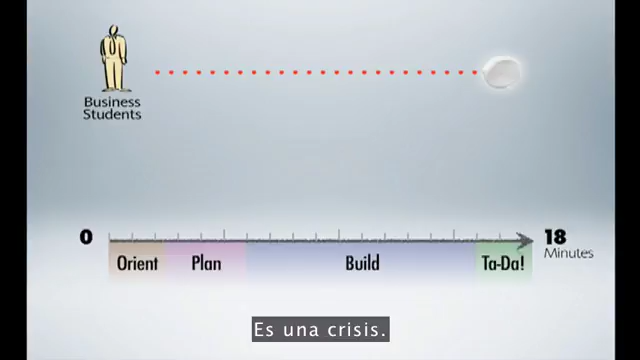 Business
Students
0
18
Minutes
Orient
Plan
Build
Ta-Da!
Es una crisis.